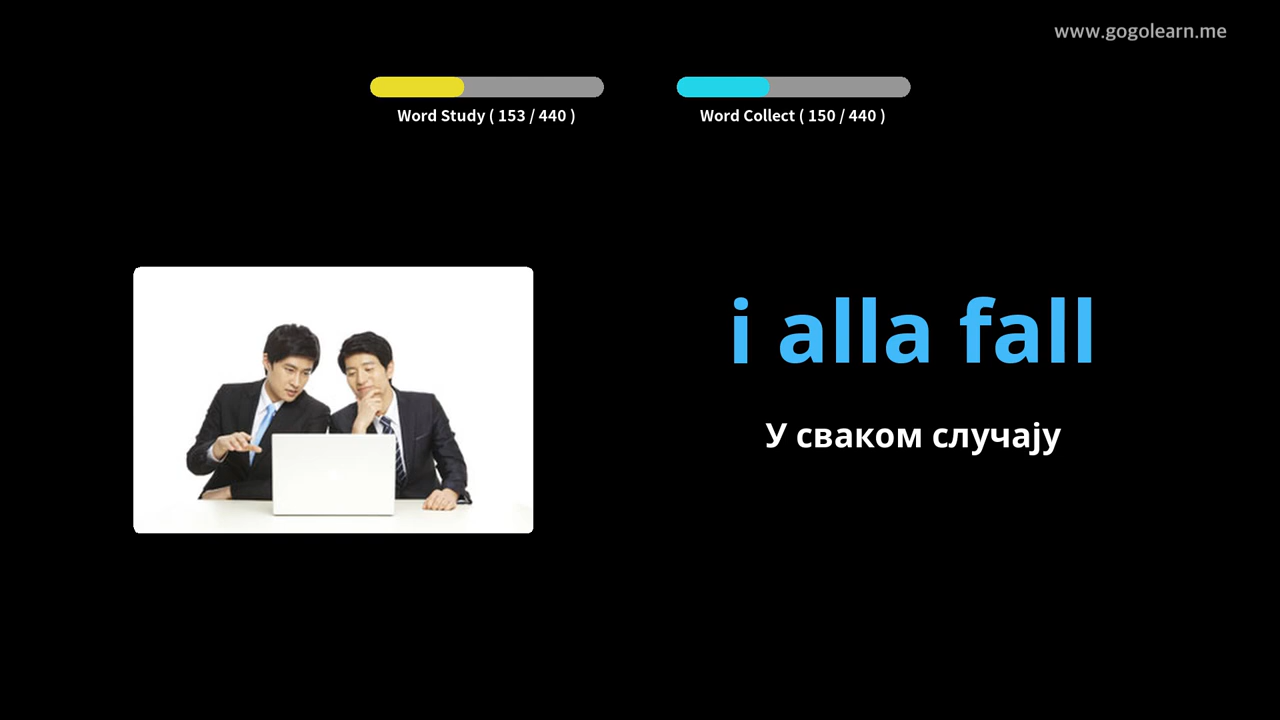 www.gogolearn.me
Word Study ( 153 / 440 )
Word Collect ( 150 / 440 )
i alla fall
У сваком случају